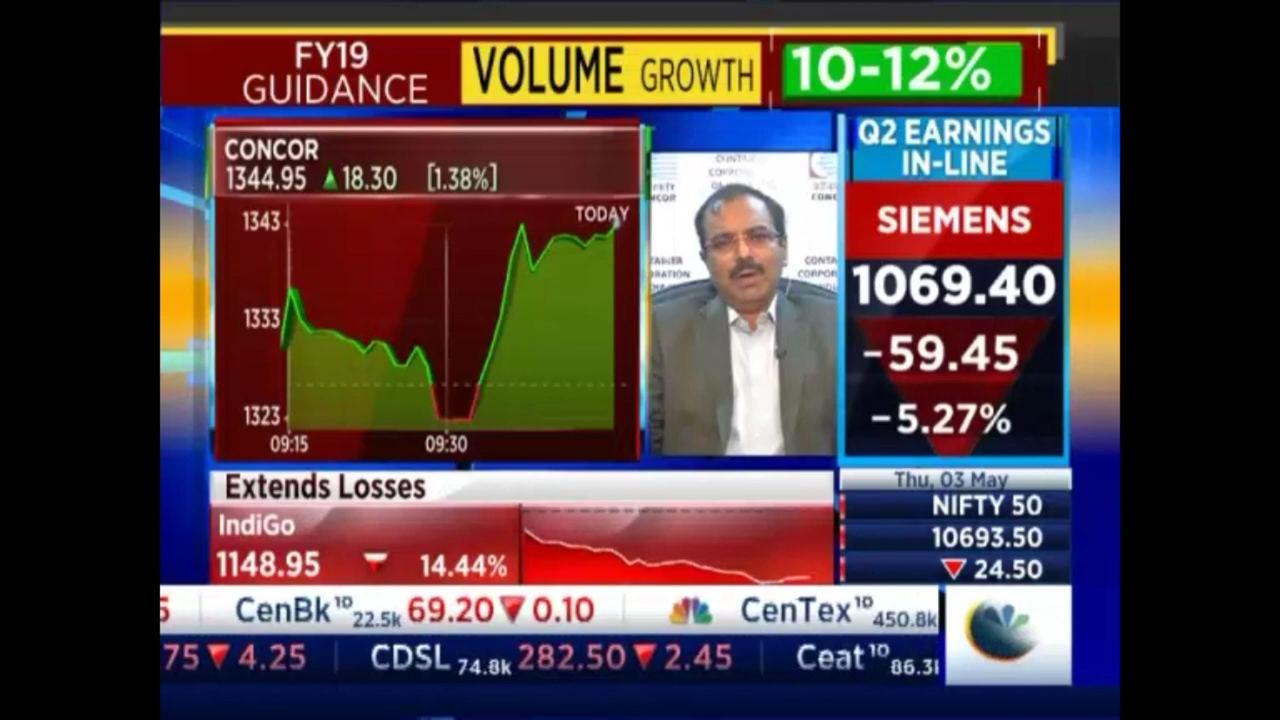 FY19
GUIDANCE
VOLUME GROWTH
10-12%
CONCOR
1344.95 ▲18.30 [1.38%]
TODAY
1343
1333
1323
09:15 09:30
Q2 EARNINGS
IN-LINE
SIEMENS
1069.40
-59.45
-5.27%
Extends Losses
IndiGo
1148.95 ▼ 14.44%
Thu, 03 May
NIFTY 50
10693.50
▽ 24.50
CenBk 1D 22.5k 69.20 ▼ 0.10 CenTex 1D 450.8k
75 ▼ 4.25 CDSL 74.8k 282.50 ▼ 2.45 Ceat 1D